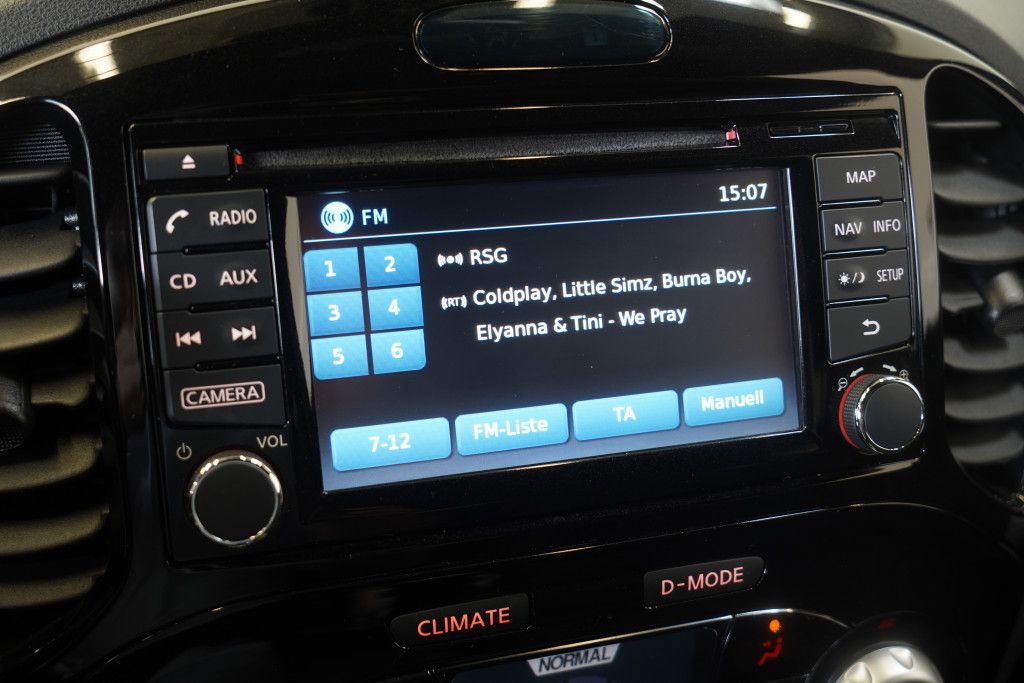 FM
15:07
MAP
RADIO
1
2
RSG
NAV INFO
CD AUX
3
4
RT
Coldplay, Little Simz, Burna Boy,
Elyanna & Tini - We Pray
SETUP
5
6
CAMERA
VOL
7-12
FM-Liste
TA
Manuell
CLIMATE
D-MODE
NORMAL